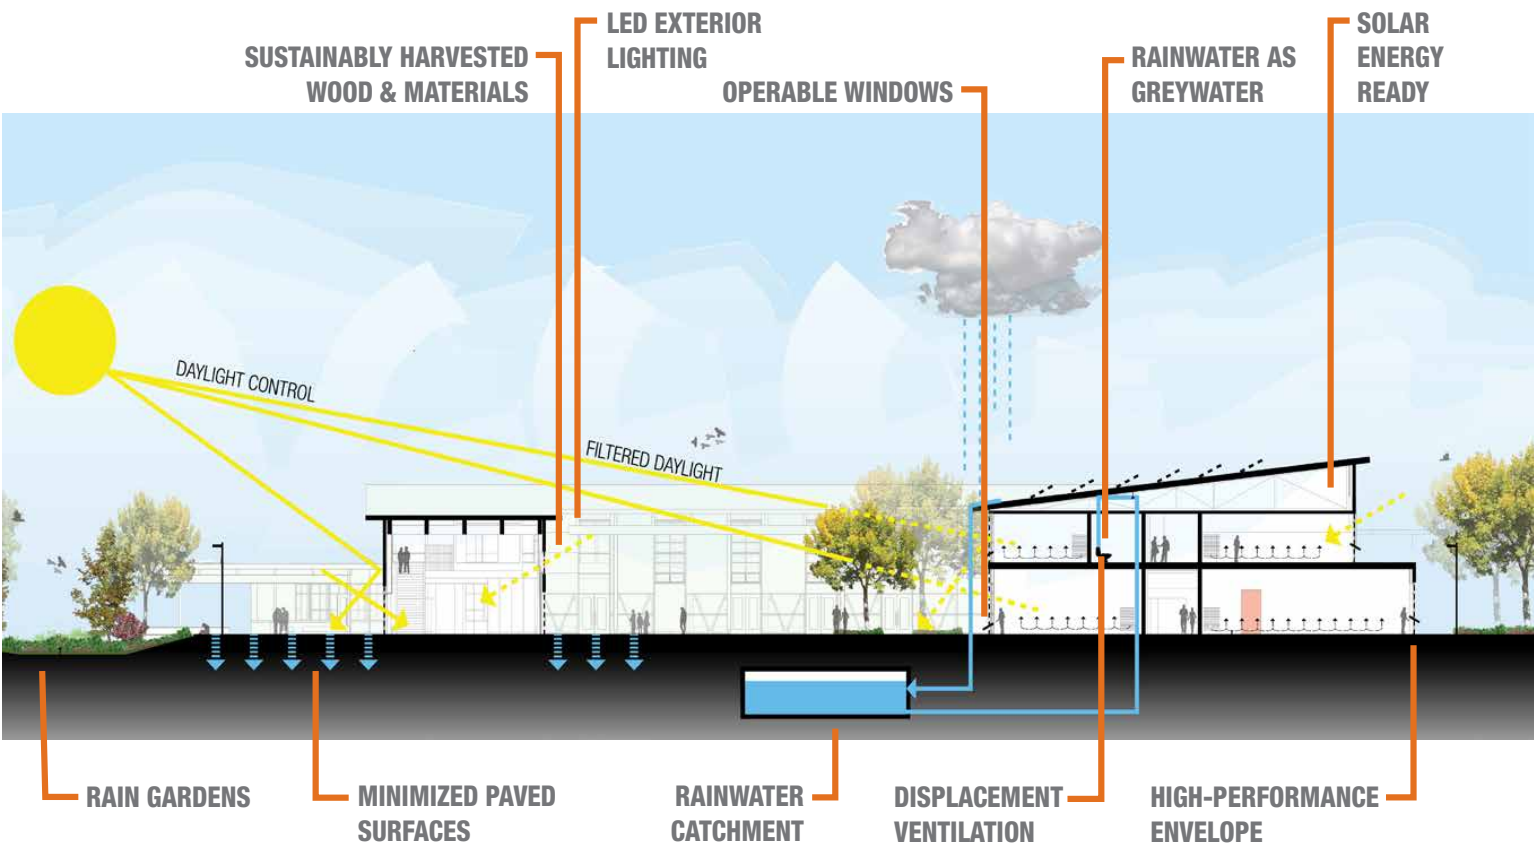 LED EXTERIOR
LIGHTING
SUSTAINABLY HARVESTED
WOOD & MATERIALS
OPERABLE WINDOWS
RAINWATER AS
GREYWATER
SOLAR
ENERGY
READY
DAYLIGHT CONTROL
FILTERED DAYLIGHT
RAIN GARDENS
MINIMIZED PAVED
SURFACES
RAINWATER
CATCHMENT
DISPLACEMENT
VENTILATION
HIGH-PERFORMANCE
ENVELOPE